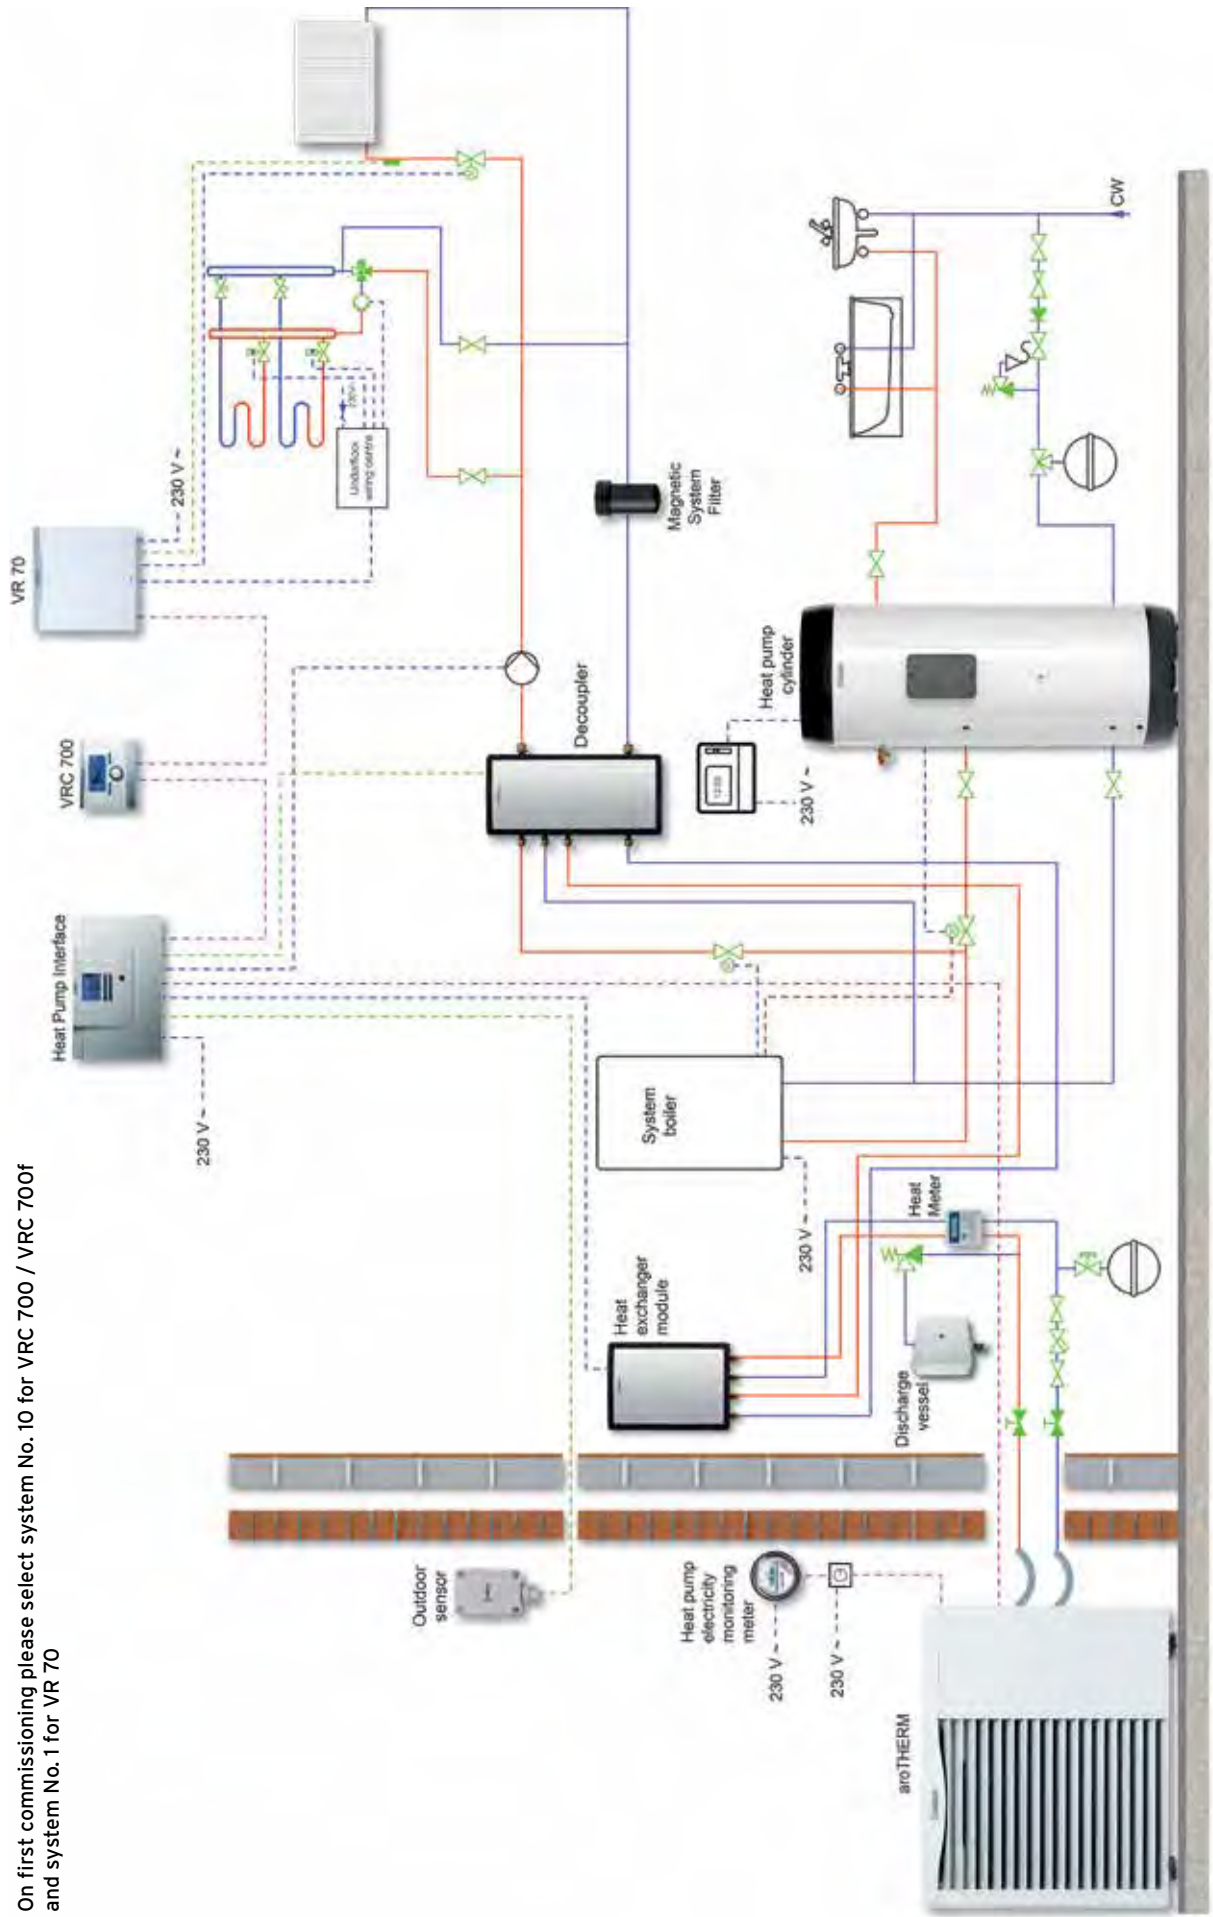 On first commissioning please select system No. 10 for VRC 700 / VRC 700f
and system No. 1 for VR 70
Heat Pump Interface
VRC 700
VR 70
230 V ~
230 V ~
Underfloor
wiring centre
230V~
Outdoor
sensor
Heat
exchanger
module
System
boiler
230 V ~
Decoupler
Magnetic
System
Filter
Heat pump
electricity
monitoring
meter
230 V ~
230 V ~
Discharge
vessel
Heat
Meter
230 V ~
Heat pump
cylinder
aroTHERM
CW